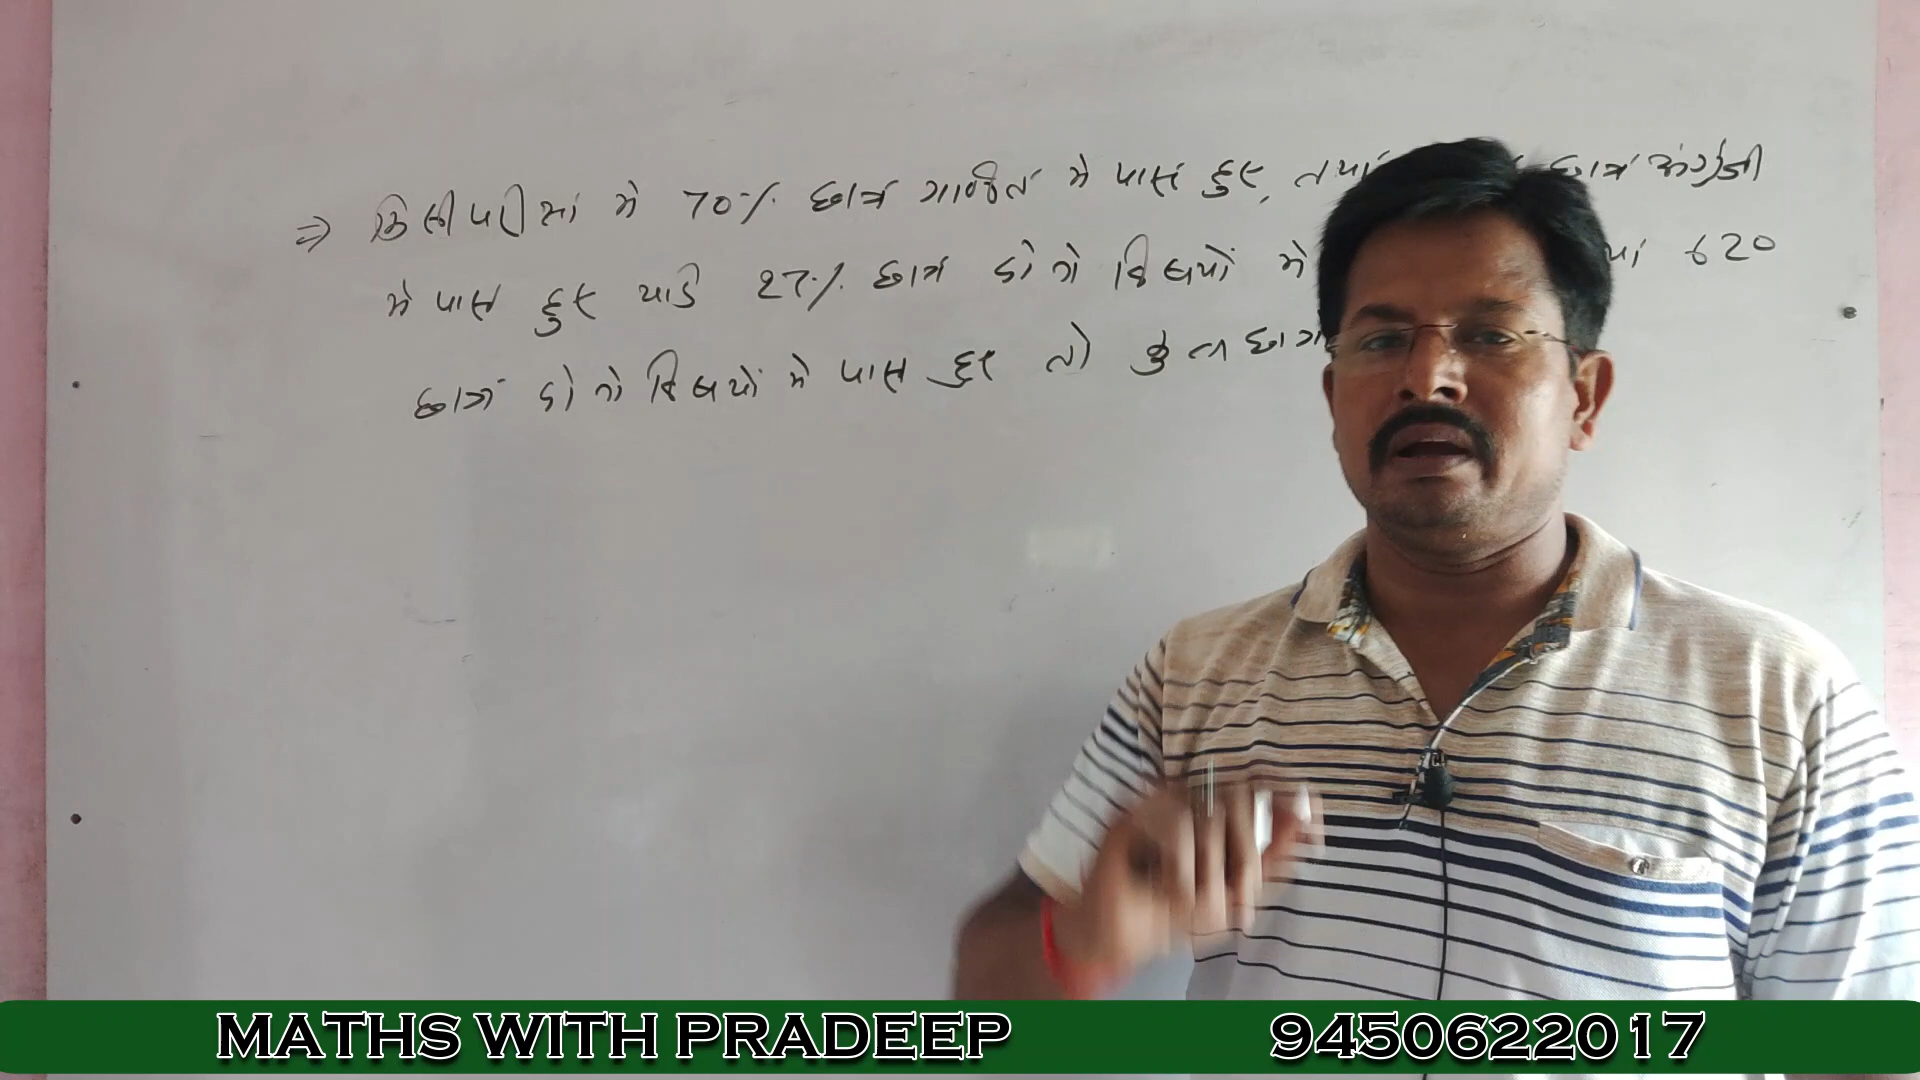 ⇒ किसी परीक्षा मे 70% छात्र गणित मे पास हुए, तथा छात्र अंग्रेजी
मे पास हुए यदि 27% छात्र दोनो विषयों मे 620
छात्र दोनो विषयों मे पास हुए तो कुल छात्र
MATHS WITH PRADEEP 9450622017